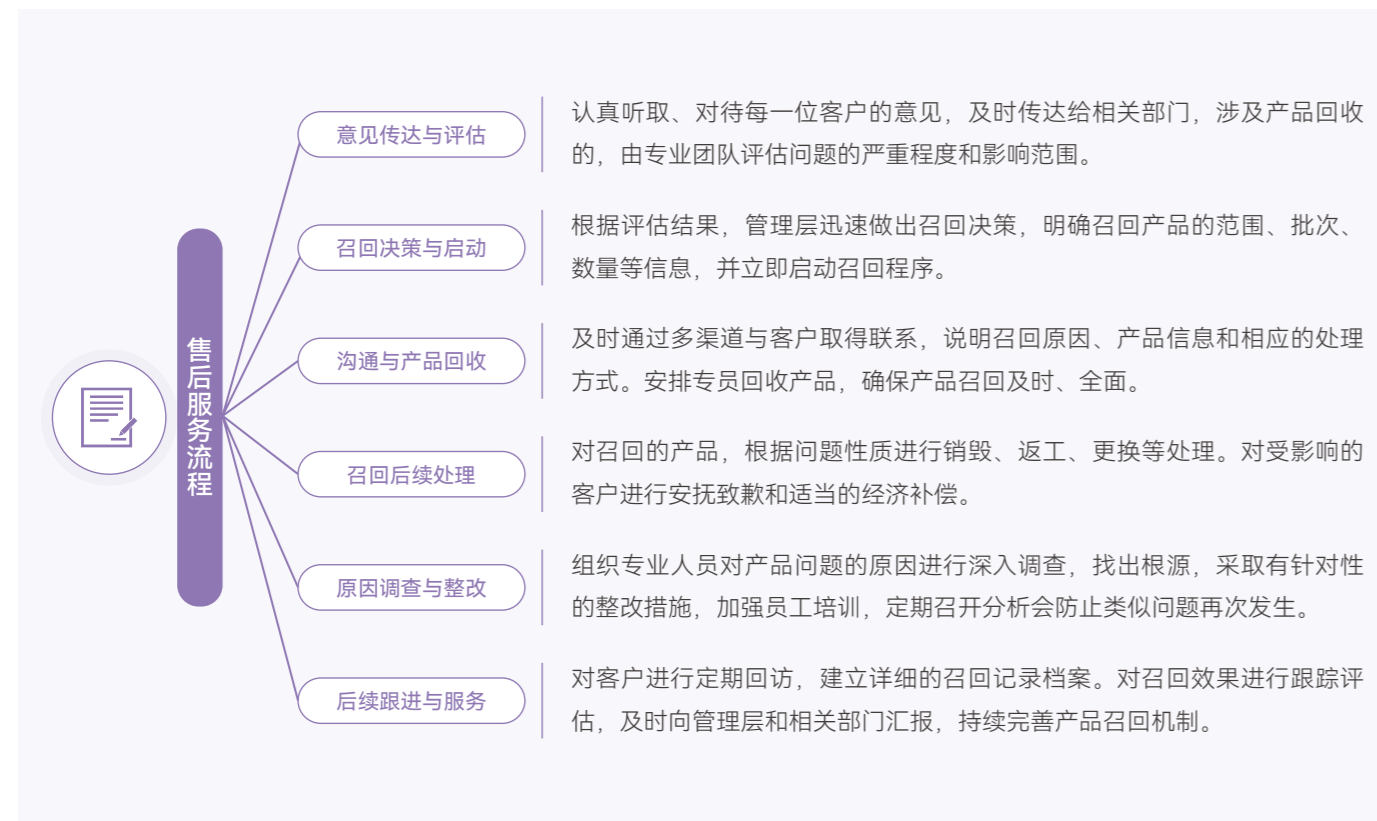 售后服务流程
意见传达与评估
认真听取、对待每一位客户的意见，及时传达给相关部门，涉及产品回收
的，由专业团队评估问题的严重程度和影响范围。
召回决策与启动
根据评估结果，管理层迅速做出召回决策，明确召回产品的范围、批次、
数量等信息，并立即启动召回程序。
沟通与产品回收
及时通过多渠道与客户取得联系，说明召回原因、产品信息和相应的处理
方式。安排专员回收产品，确保产品召回及时、全面。
召回后续处理
对召回的产品，根据问题性质进行销毁、返工、更换等处理。对受影响的
客户进行安抚致歉和适当的经济补偿。
原因调查与整改
组织专业人员对产品问题的原因进行深入调查，找出根源，采取有针对性
的整改措施，加强员工培训，定期召开分析会防止类似问题再次发生。
后续跟进与服务
对客户进行定期回访，建立详细的召回记录档案。对召回效果进行跟踪评
估，及时向管理层和相关部门汇报，持续完善产品召回机制。